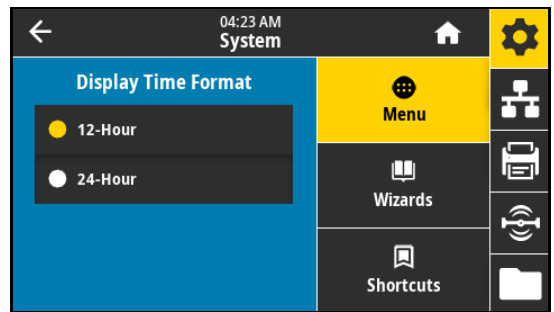 04:23 AM
System
Display Time Format
12-Hour
24-Hour
Menu
Wizards
Shortcuts